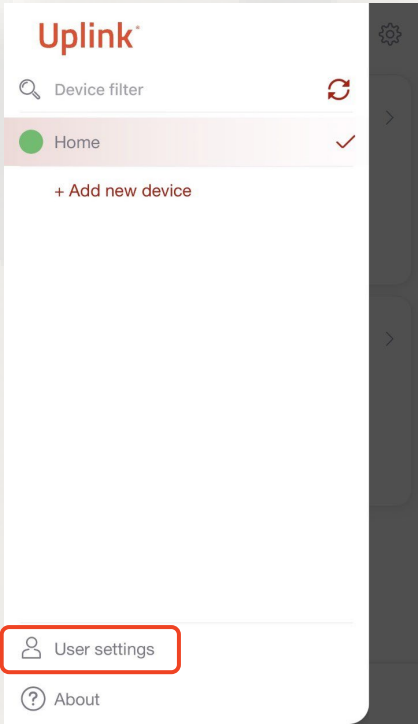 Uplink
Device filter
Home
+ Add new device
User settings
? About